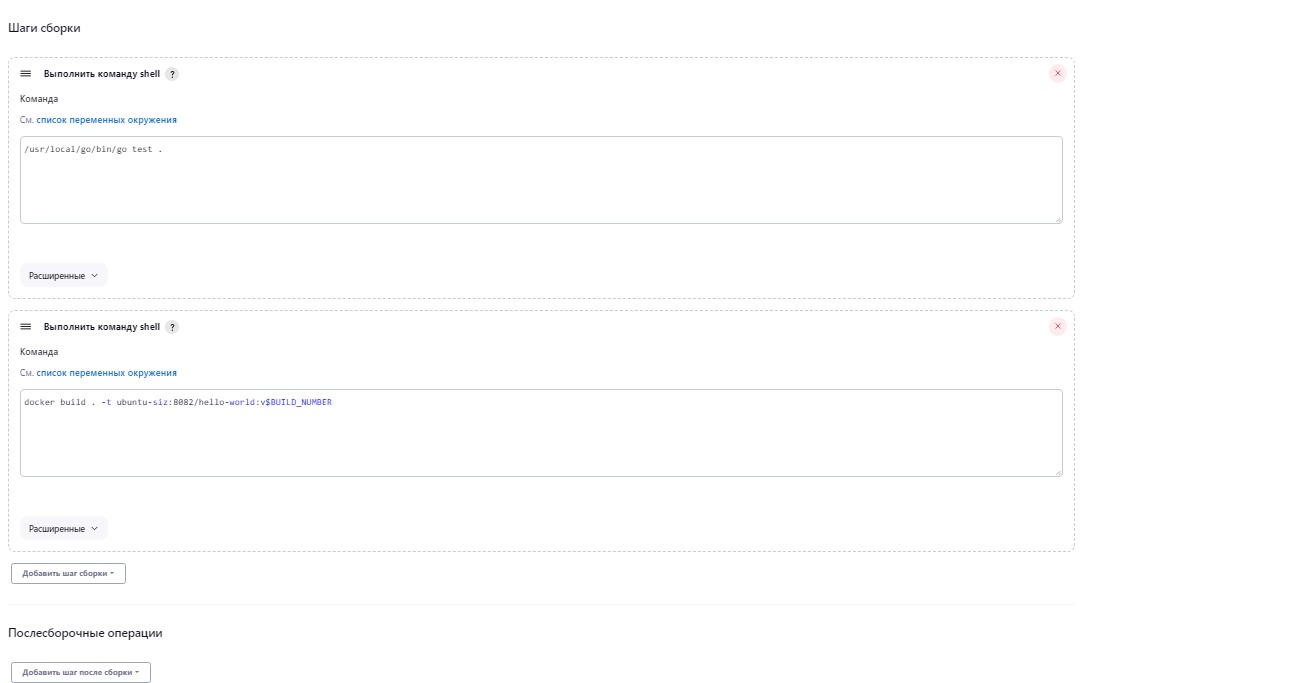 Шаги сборки
Выполнить команду shell ?
Команда
См. список переменных окружения
/usr/local/go/bin/go test .
Расширенные
Выполнить команду shell ?
Команда
См. список переменных окружения
docker build . -t ubuntu-siz:8082/hello-world:v$BUILD_NUMBER
Расширенные
Добавить шаг сборки
Послесборочные операции
Добавить шаг после сборки